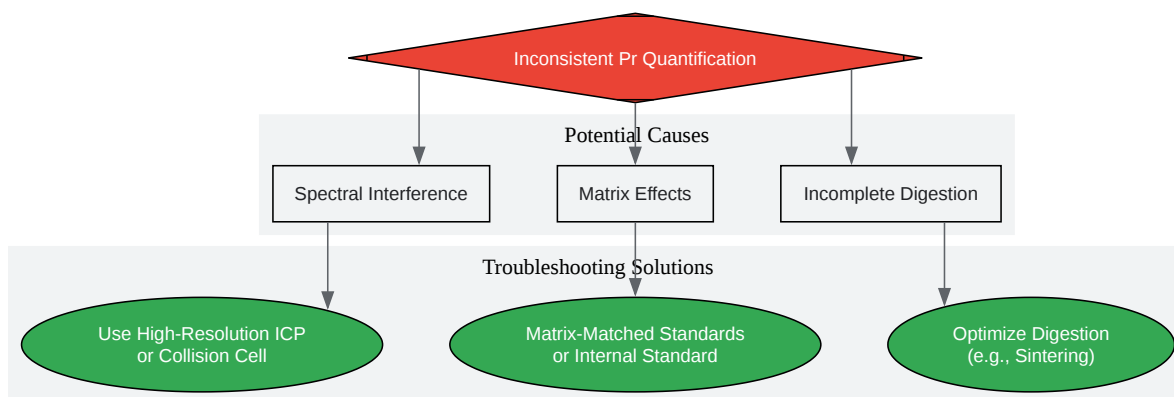 Inconsistent Pr Quantification
Potential Causes
Spectral Interference
Matrix Effects
Incomplete Digestion
Troubleshooting Solutions
Use High-Resolution ICP
or Collision Cell
Matrix-Matched Standards
or Internal Standard
Optimize Digestion
(e.g., Sintering)